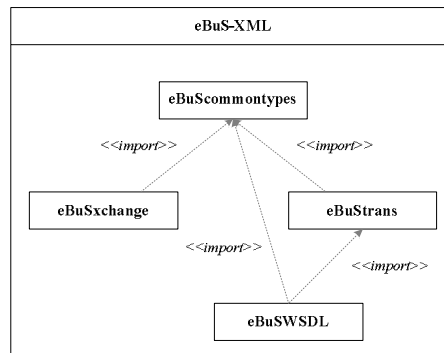 eBuS-XML
eBuScommontypes
<<import>>
<<import>>
eBuSxchange
eBuStrans
<<import>>
<<import>>
eBuSWSDL